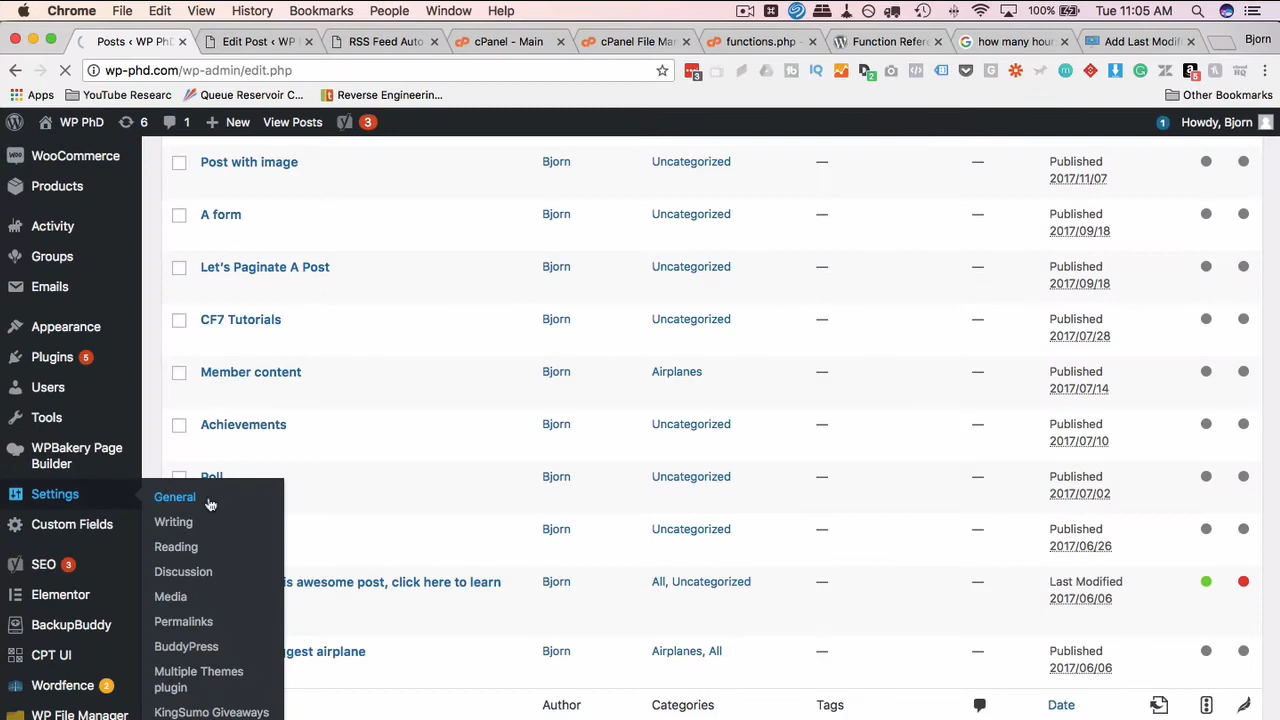 Chrome File Edit View History Bookmarks People Window Help 100% Tue 11:05 AM
Posts ‹ WP PhD Edit Post ‹ WP RSS Feed Auto cPanel - Main cPanel File Ma functions.php - Function Refere how many hour Add Last Modifi Bjorn
wp-phd.com/wp-admin/edit.php
Apps YouTube Researc Queue Reservoir C... Reverse Engineerin... Other Bookmarks
WP PhD 6 1 New View Posts 3 1 Howdy, Bjorn
WooCommerce
Products
Activity
Groups
Emails
Appearance
Plugins 5
Users
Tools
WPBakery Page
Builder
Settings
Custom Fields
SEO 3
Elementor
BackupBuddy
CPT UI
Wordfence 2
WP File Manager
General
Writing
Reading
Discussion
Media
Permalinks
BuddyPress
Multiple Themes
plugin
KingSumo Giveaways
Post with image Bjorn Uncategorized — — Published
2017/11/07
A form Bjorn Uncategorized — — Published
2017/09/18
Let's Paginate A Post Bjorn Uncategorized — — Published
2017/09/18
CF7 Tutorials Bjorn Uncategorized — — Published
2017/07/28
Member content Bjorn Airplanes — — Published
2017/07/14
Achievements Bjorn Uncategorized — — Published
2017/07/10
Poll Bjorn Uncategorized — — Published
2017/07/02
Bjorn Uncategorized — — Published
2017/06/26
is awesome post, click here to learn Bjorn All, Uncategorized — — Last Modified
2017/06/06
ggest airplane Bjorn Airplanes, All — — Published
2017/06/06
Author Categories Tags Date